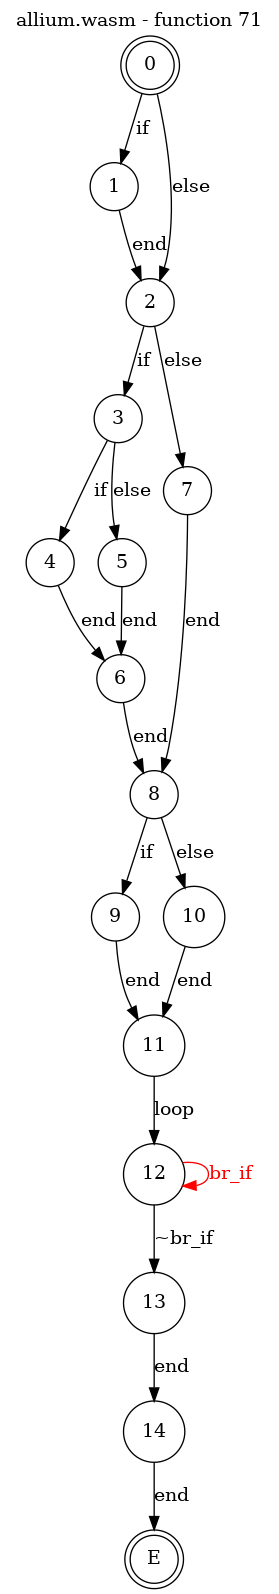 allium.wasm - function 71
0
if
1
else
end
2
if
else
3
7
if
else
4
5
end
end
end
6
end
8
if
else
9
10
end
end
11
loop
12
br_if
~br_if
13
end
14
end
E